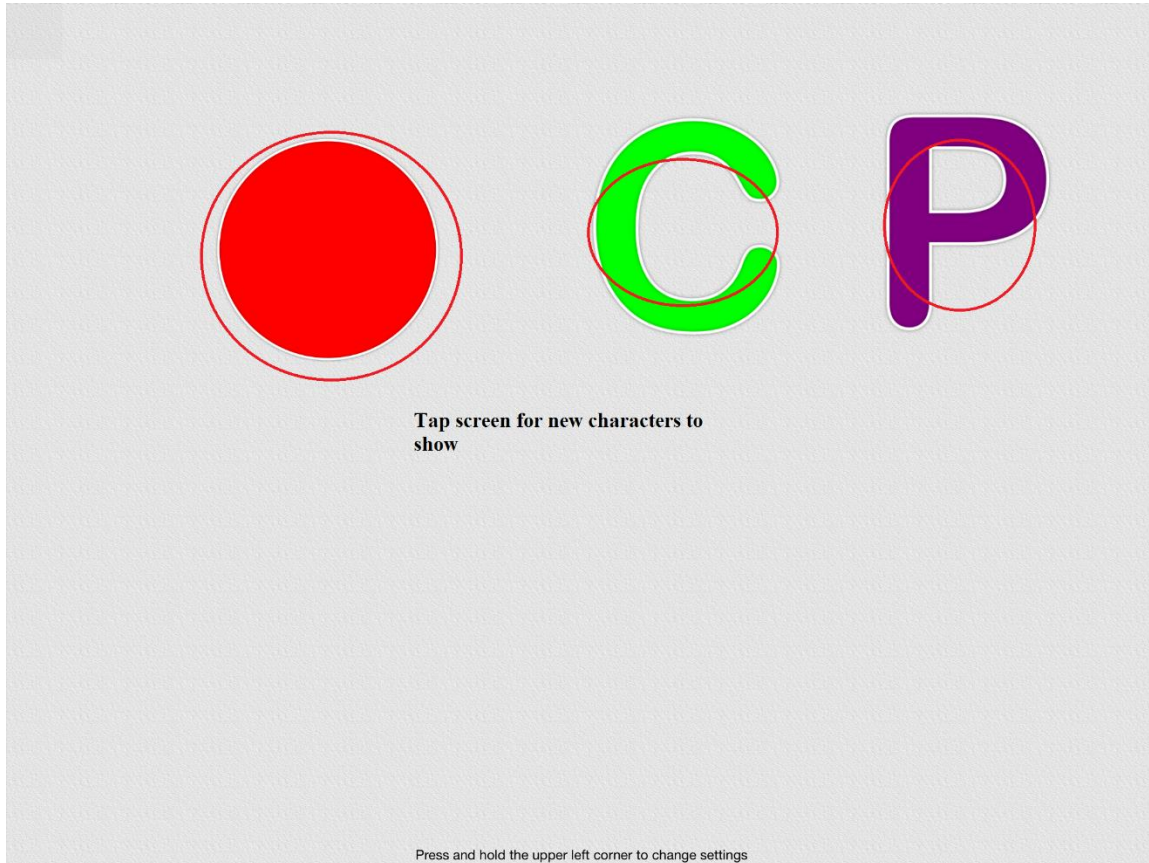 C P
Tap screen for new characters to
show
Press and hold the upper left corner to change settings